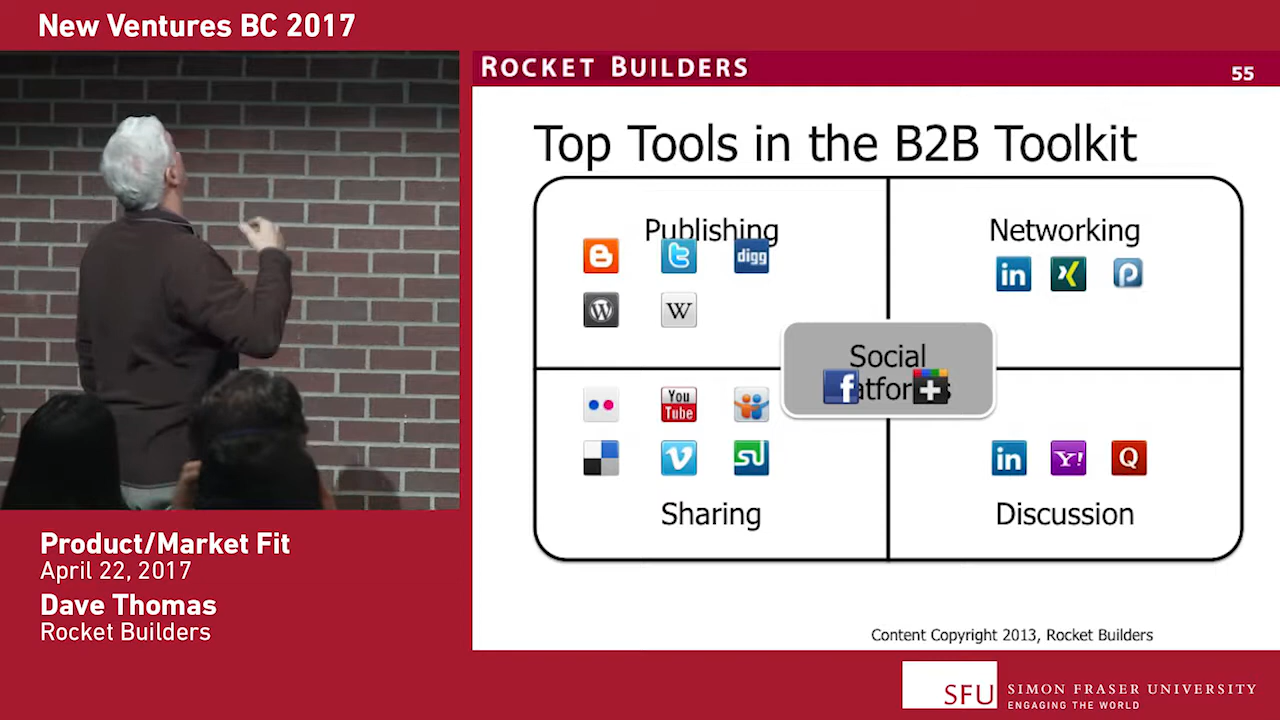 New Ventures BC 2017
ROCKET BUILDERS
55
Top Tools in the B2B Toolkit
Publishing
digg
W
W
Networking
in
Social
You
Tube
in
Y!
Q
Sharing
Discussion
Content Copyright 2013, Rocket Builders
Product/Market Fit
April 22, 2017
Dave Thomas
Rocket Builders
SFU
SIMON FRASER UNIVERSITY
ENGAGING THE WORLD